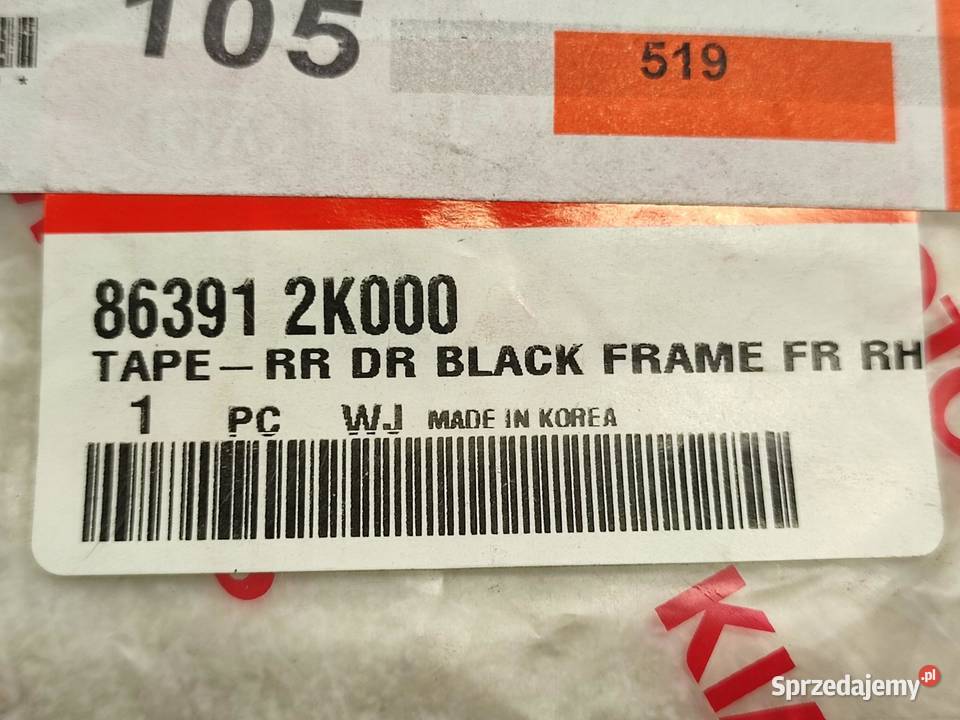 105
519
*
86391 2K000
TAPE-RR DR BLACK FRAME FR RH
1 PC WJ MADE IN KOREA
KI
Sprzedajemy.pl